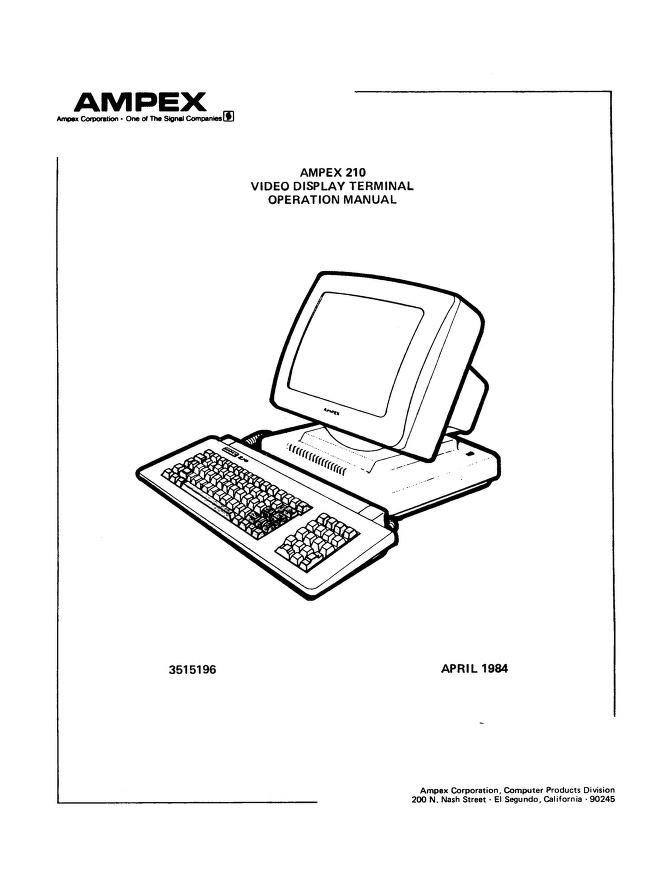 AMPEX
Ampex Corporation · One of The Signal Companies
AMPEX 210
VIDEO DISPLAY TERMINAL
OPERATION MANUAL
AMPEX
3515196
APRIL 1984
Ampex Corporation, Computer Products Division
200 N. Nash Street · El Segundo, California · 90245